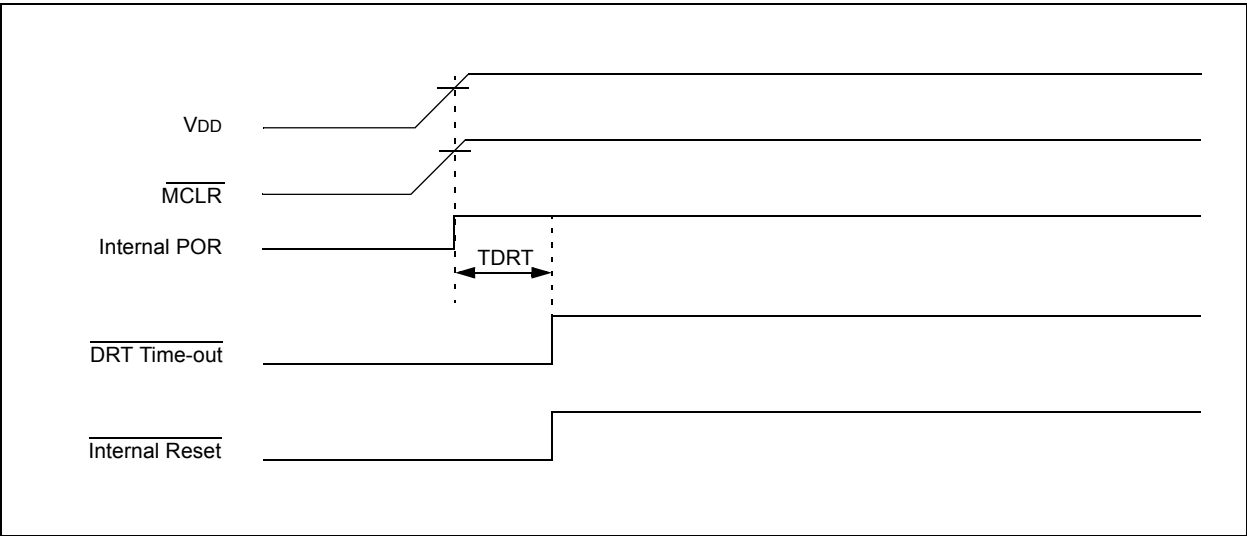 VDD
MCLR
Internal POR
TDRT
DRT Time-out
Internal Reset